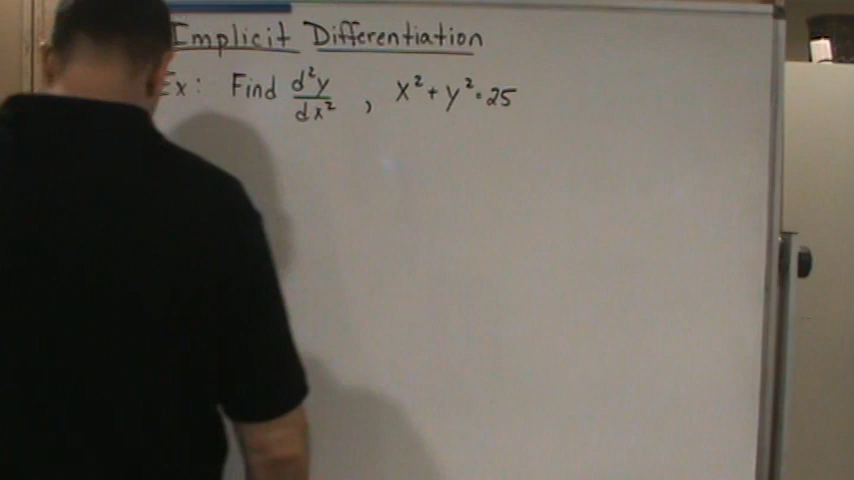 Implicit Differentiation
Ex: Find d²y/dx² , x² + y² = 25